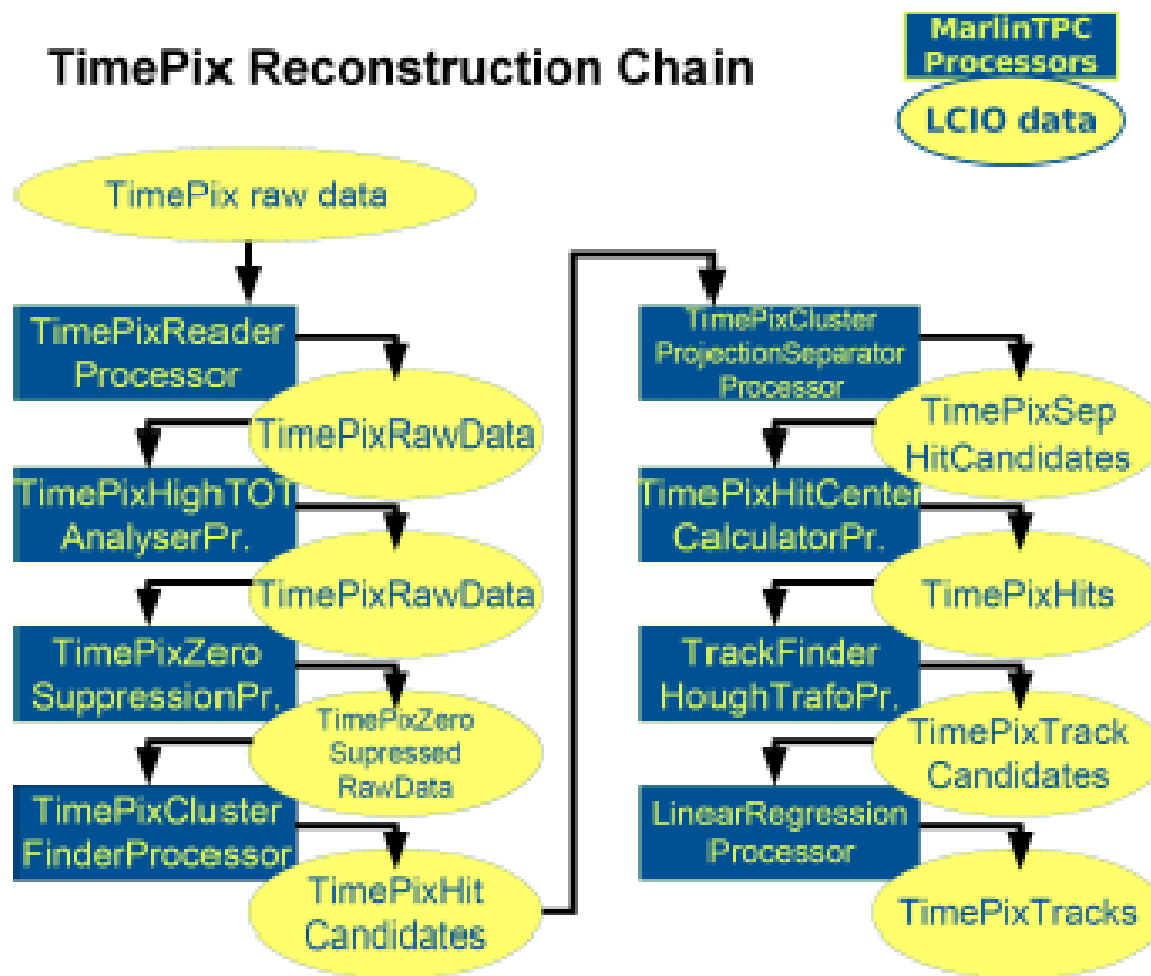 TimePix Reconstruction Chain
MarlinTPC
Processors
LCIO data
TimePix raw data
TimePixReader
Processor
TimePixRawData
TimePixHighTOT
AnalyserPr.
TimePixRawData
TimePixZero
SuppressionPr.
TimePixZero
Supressed
RawData
TimePixCluster
FinderProcessor
TimePixHit
Candidates
TimePixCluster
ProjectionSeparator
Processor
TimePixSep
HitCandidates
TimePixHitCenter
CalculatorPr.
TimePixHits
TrackFinder
HoughTrafoPr.
TimePixTrack
Candidates
LinearRegression
Processor
TimePixTracks